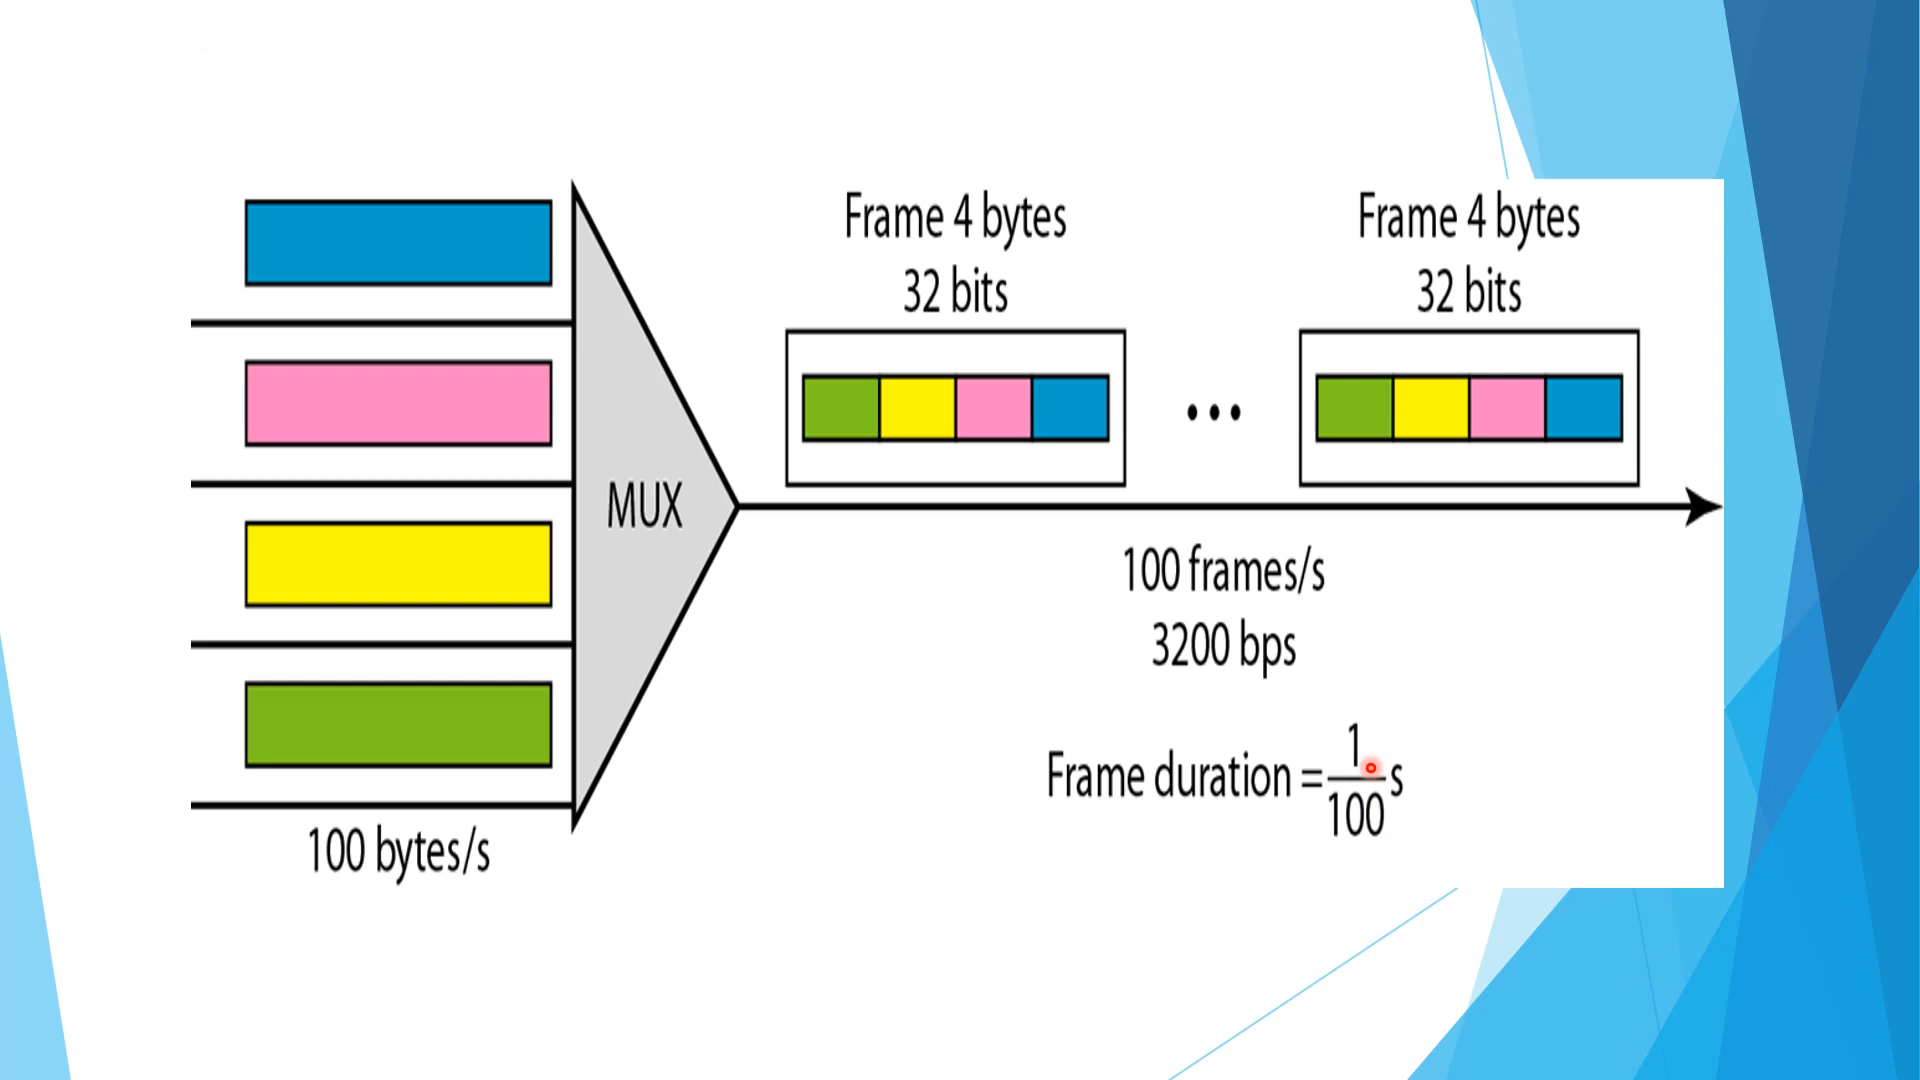 Frame 4 bytes
32 bits
Frame 4 bytes
32 bits
MUX
100 frames/s
3200 bps
Frame duration = 1/100 s
100 bytes/s